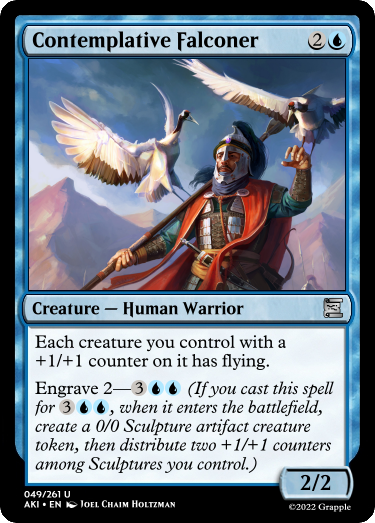 Contemplative Falconer 2
Creature — Human Warrior
Each creature you control with a
+1/+1 counter on it has flying.
Engrave 2—3 (If you cast this spell
for 3, when it enters the battlefield,
create a 0/0 Sculpture artifact creature
token, then distribute two +1/+1 counters
among Sculptures you control.)
2/2
049/261 U
AKI • EN Joel Chaim Holtzman
©2022 Grapple